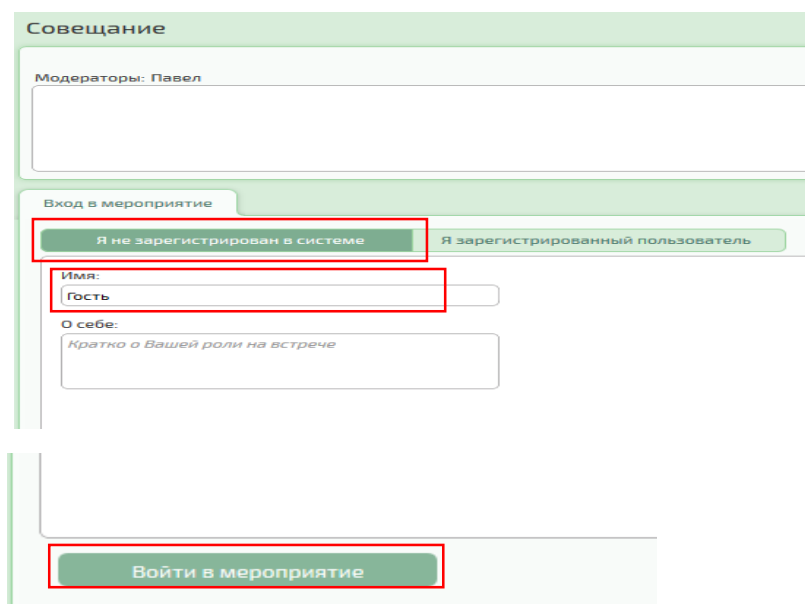 Совещание
Модераторы: Павел
Вход в мероприятие
Я не зарегистрирован в системе Я зарегистрированный пользователь
Имя:
Гость
О себе:
Кратко о Вашей роли на встрече
Войти в мероприятие